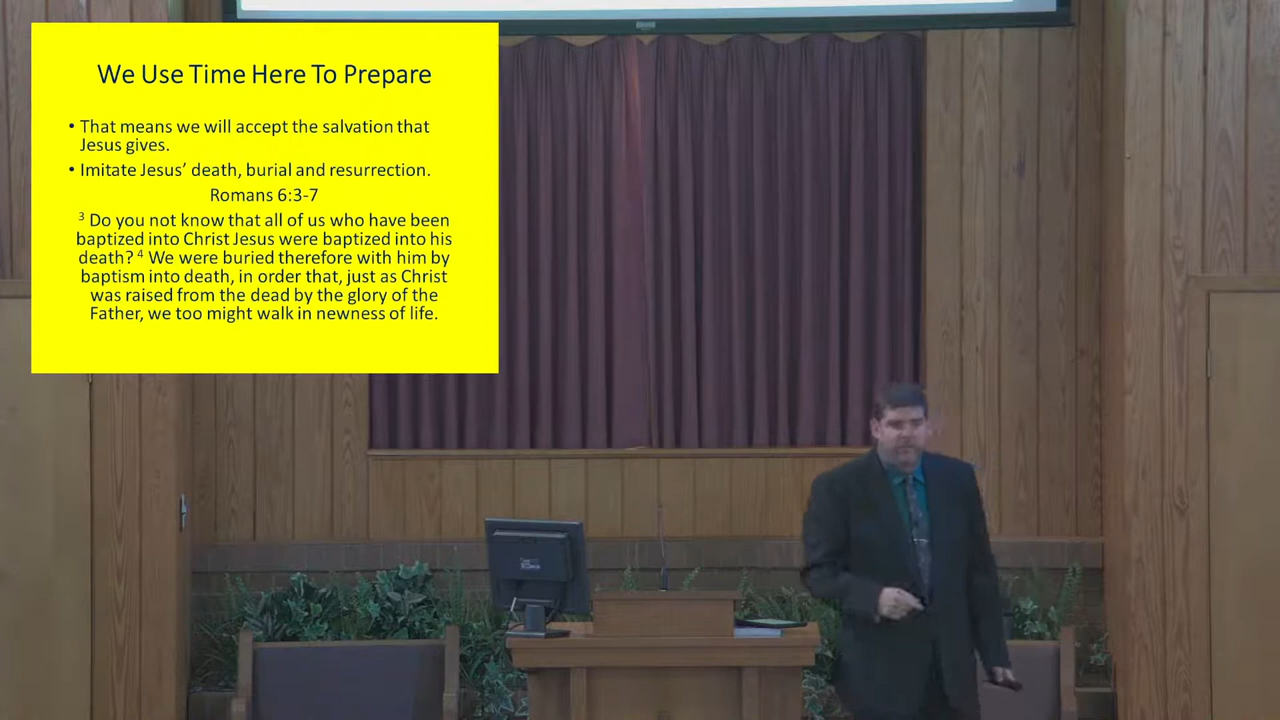 We Use Time Here To Prepare
• That means we will accept the salvation that
Jesus gives.
• Imitate Jesus’ death, burial and resurrection.
Romans 6:3-7
3 Do you not know that all of us who have been
baptized into Christ Jesus were baptized into his
death? 4 We were buried therefore with him by
baptism into death, in order that, just as Christ
was raised from the dead by the glory of the
Father, we too might walk in newness of life.